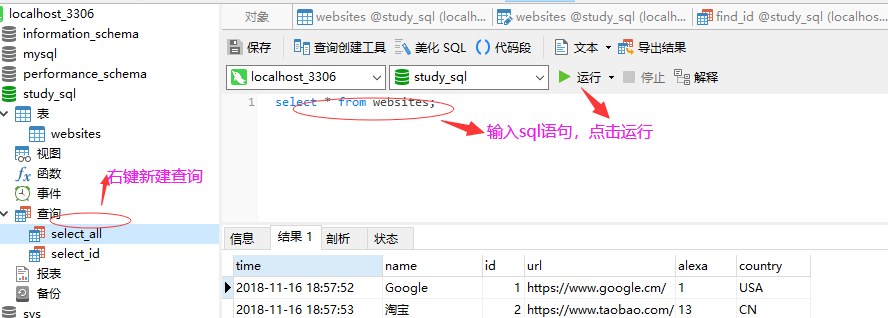 localhost_3306
information_schema
mysql
performance_schema
study_sql
表
websites
视图
函数
事件
查询
select_all
select_id
报表
备份
sys
右键新建查询
对象
websites @study_sql (localh...
websites @study_sql (localh...
find_id @study_sql (localho...
保存
查询创建工具
美化 SQL
() 代码段
文本
导出结果
localhost_3306
study_sql
运行
停止
解释
1 select * from websites;
输入sql语句，点击运行
信息
结果 1
剖析
状态
time name id url alexa country
2018-11-16 18:57:52 Google 1 https://www.google.cm/ 1 USA
2018-11-16 18:57:53 淘宝 2 https://www.taobao.com/ 13 CN